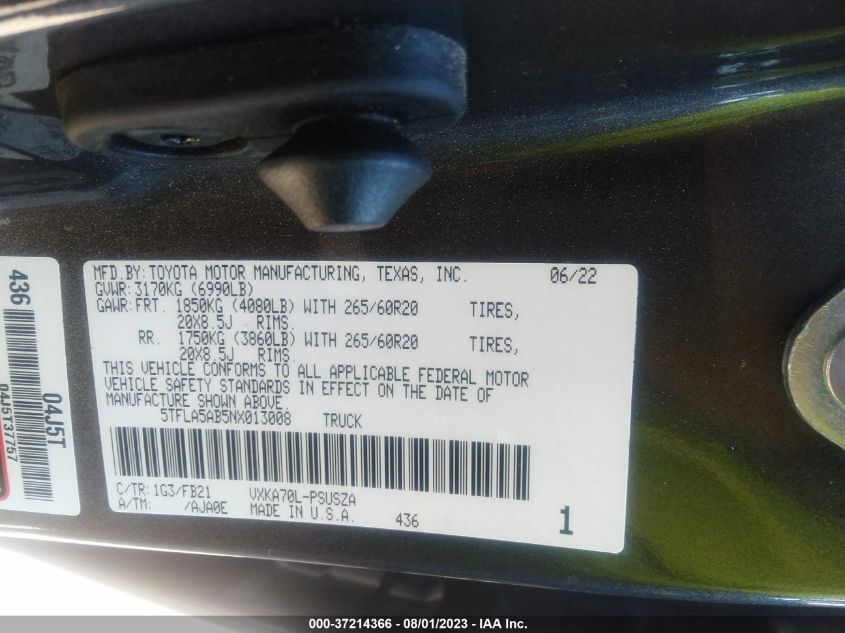 MFD.BY:TOYOTA MOTOR MANUFACTURING, TEXAS, INC. 06/22
GVWR:3170KG (6990LB)
GAWR:FRT. 1850KG (4080LB) WITH 265/60R20 TIRES,
20X8.5J RIMS.
RR. 1750KG (3860LB) WITH 265/60R20 TIRES,
20X8.5J RIMS.
THIS VEHICLE CONFORMS TO ALL APPLICABLE FEDERAL MOTOR
VEHICLE SAFETY STANDARDS IN EFFECT ON THE DATE OF
MANUFACTURE SHOWN ABOVE.
5TFLA5AB5NX013008 TRUCK
C/TR:1G3/FB21 VXKA70L-PSUSZA
A/TM: /AJA0E MADE IN U.S.A. 436 1
436
04J5T
04J5T37757
000-37214366 - 08/01/2023 - IAA Inc.